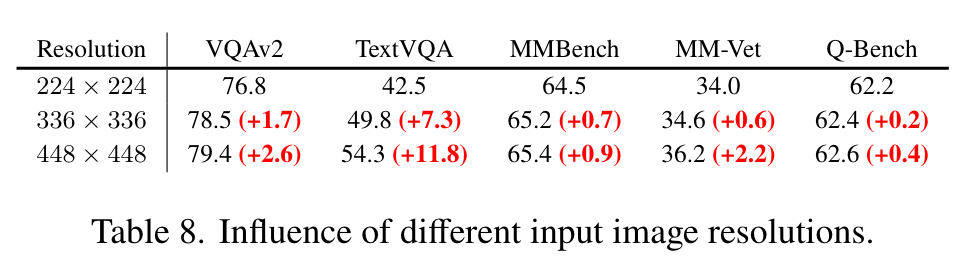 Resolution VQAv2 TextVQA MMBench MM-Vet Q-Bench
224 × 224 76.8 42.5 64.5 34.0 62.2
336 × 336 78.5 (+1.7) 49.8 (+7.3) 65.2 (+0.7) 34.6 (+0.6) 62.4 (+0.2)
448 × 448 79.4 (+2.6) 54.3 (+11.8) 65.4 (+0.9) 36.2 (+2.2) 62.6 (+0.4)
Table 8. Influence of different input image resolutions.